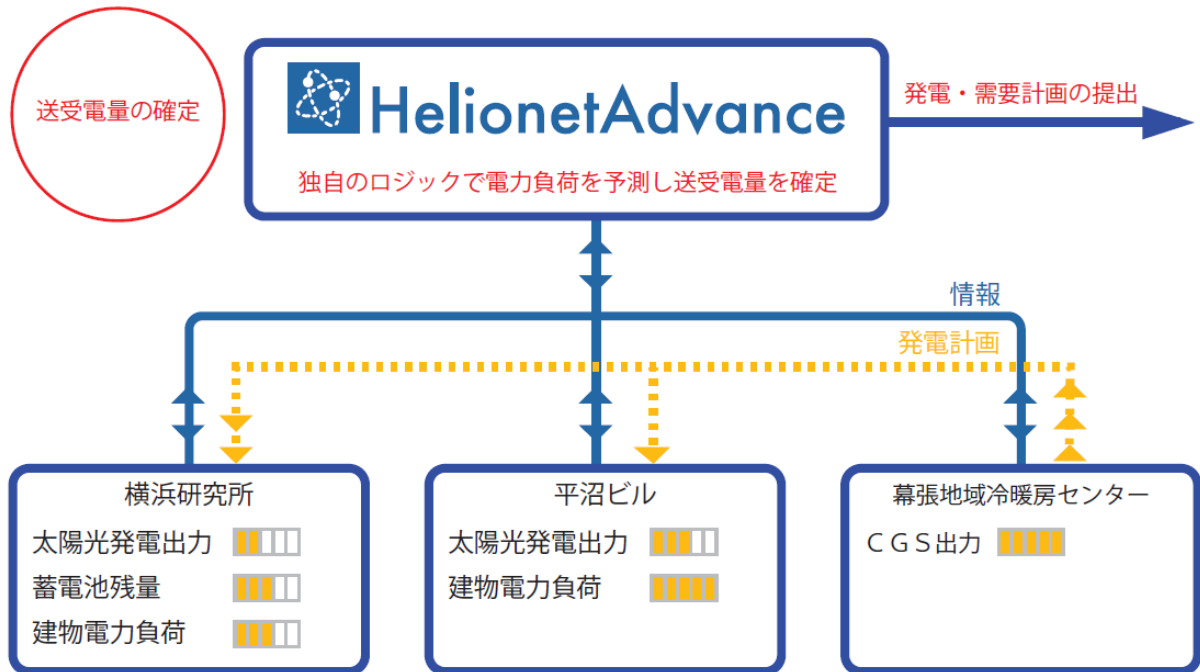 送受電量の確定
HelionetAdvance
独自のロジックで電力負荷を予測し送受電量を確定
発電・需要計画の提出
情報
発電計画
横浜研究所
太陽光発電出力
蓄電池残量
建物電力負荷
平沼ビル
太陽光発電出力
建物電力負荷
幕張地域冷暖房センター
ＣＧＳ出力